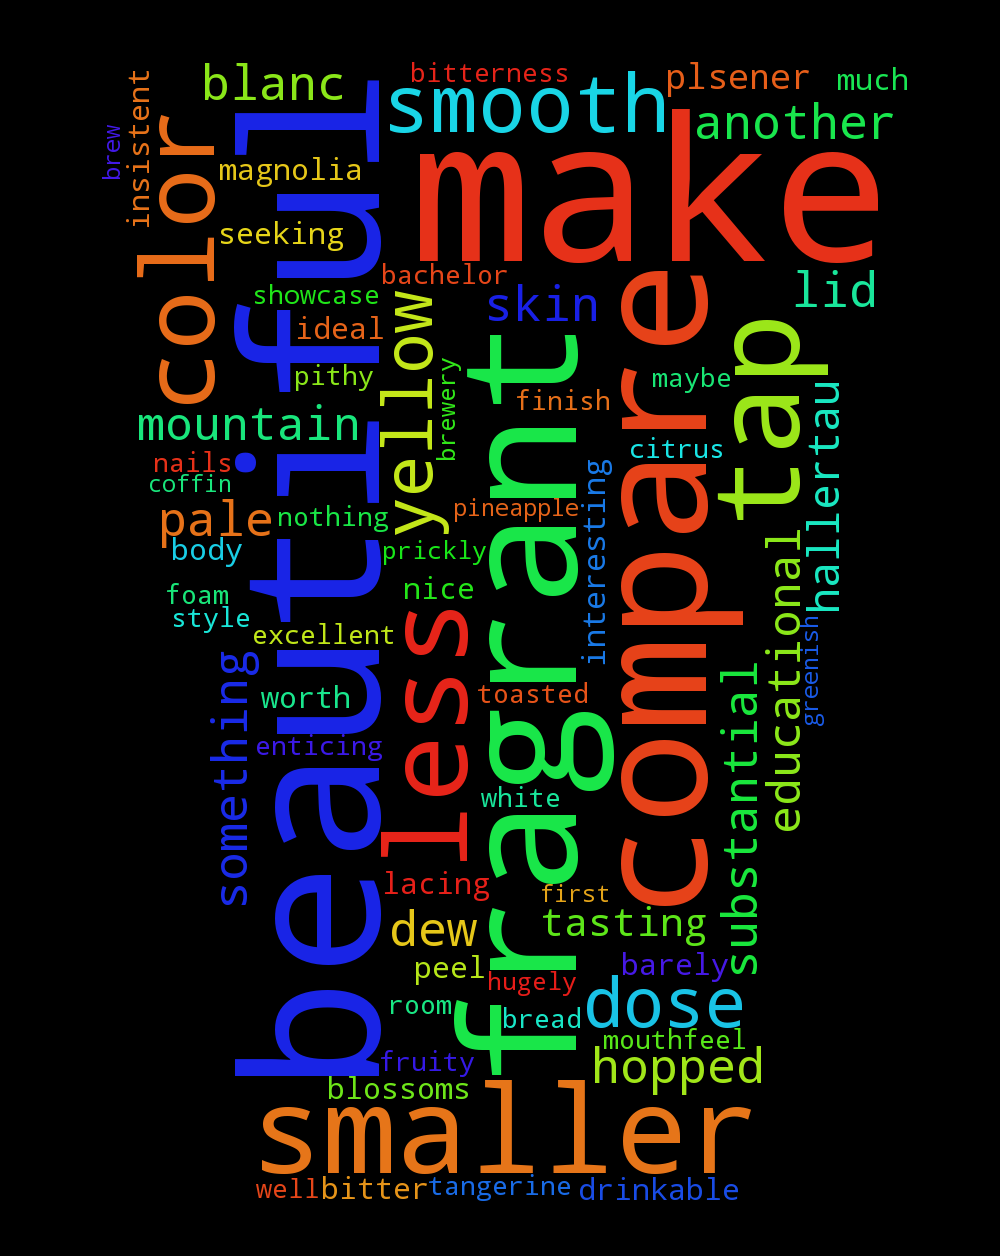 bitterness
plsener
much
blanc
smooth
another
insistent
brew
color
magnolia
make
seeking
beautiful
bachelor
showcase
skin
lid
ideal
yellow
pithy
brewery
fragrant
compare
tap
maybe
finish
hallertau
mountain
citrus
nails
coffin
pale
nothing
pineapple
interesting
body
prickly
educational
foam
nice
style
excellent
less
greenish
something
worth
toasted
substantial
enticing
white
lacing
first
dew
tasting
peel
barely
hugely
room
bread
dose
mouthfeel
fruity
hopped
blossoms
smaller
well
bitter
tangerine
drinkable